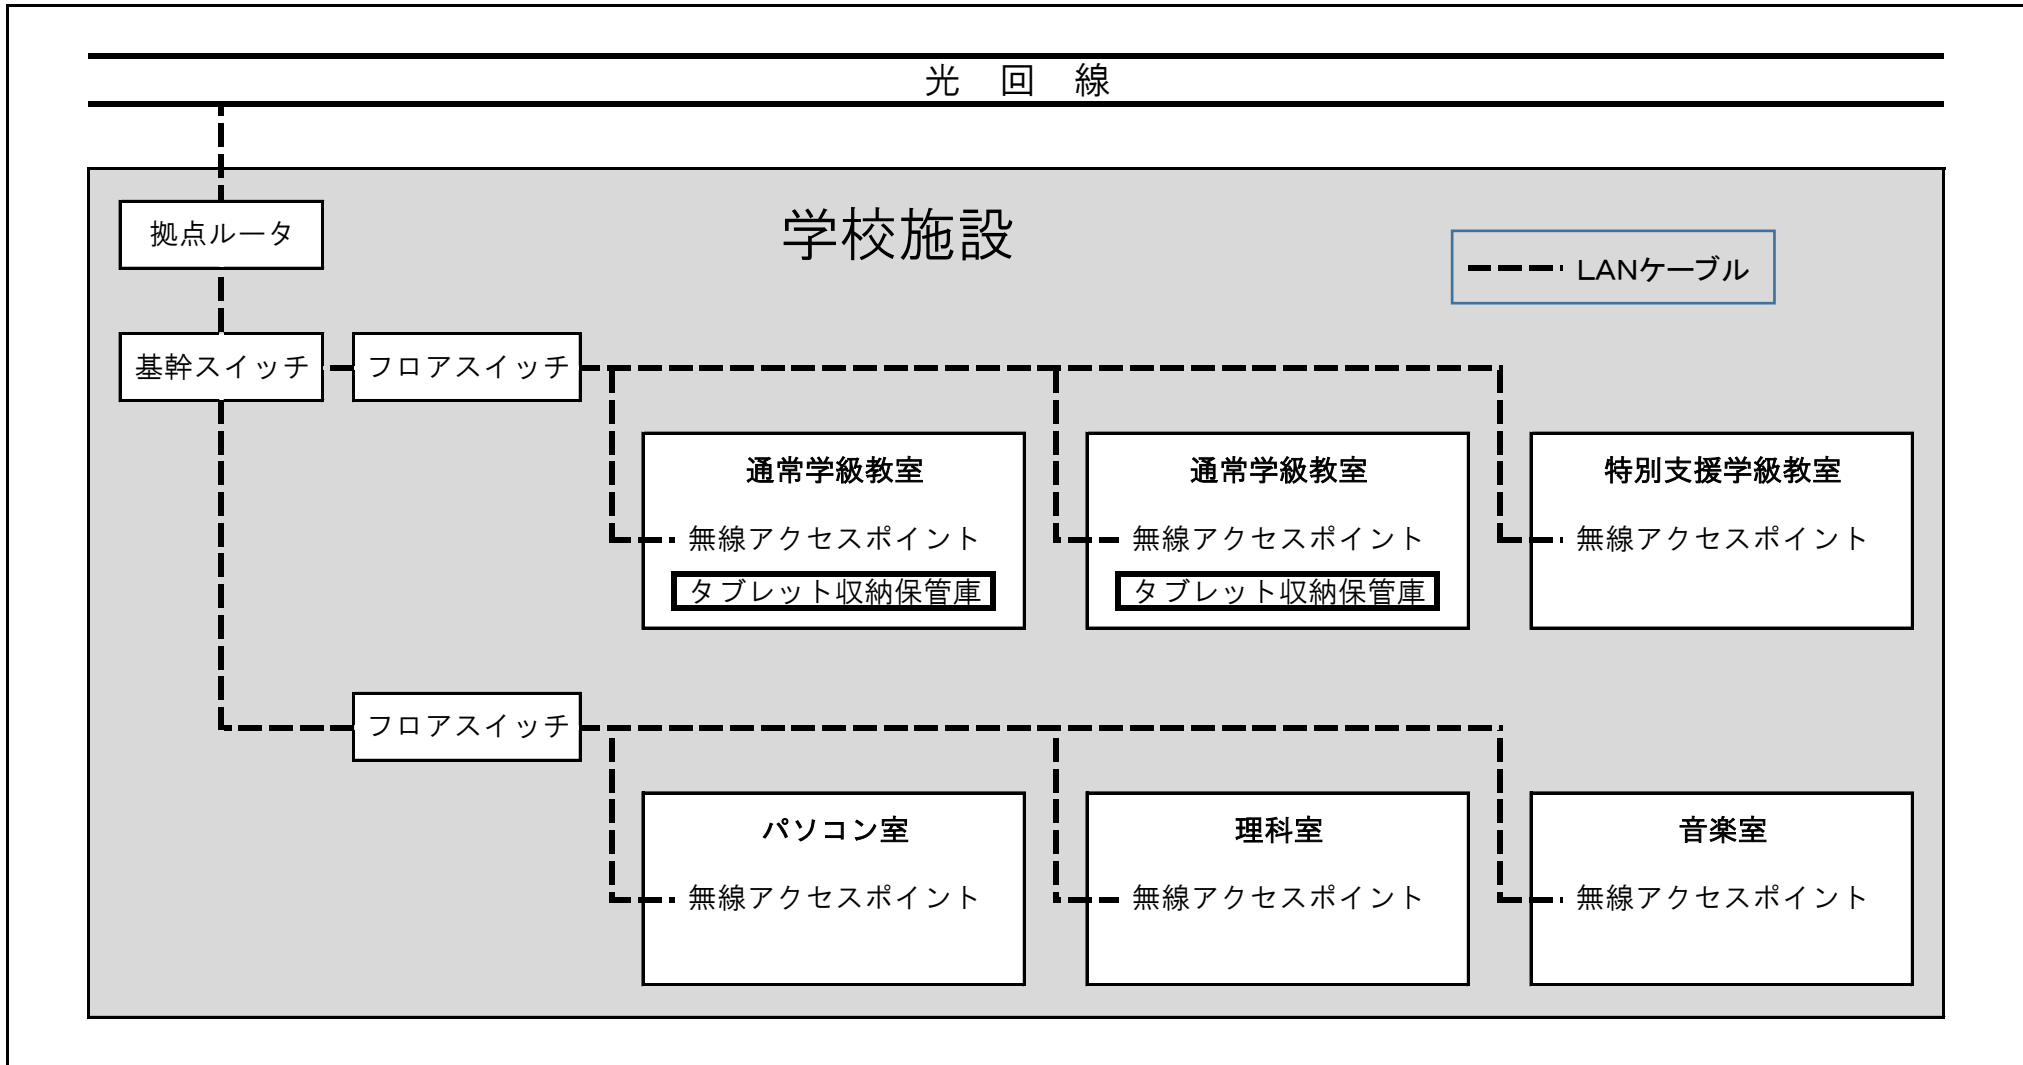 光 回 線
学校施設
拠点ルータ
LANケーブル
基幹スイッチ
フロアスイッチ
通常学級教室
無線アクセスポイント
タブレット収納保管庫
通常学級教室
無線アクセスポイント
タブレット収納保管庫
特別支援学級教室
無線アクセスポイント
フロアスイッチ
パソコン室
無線アクセスポイント
理科室
無線アクセスポイント
音楽室
無線アクセスポイント